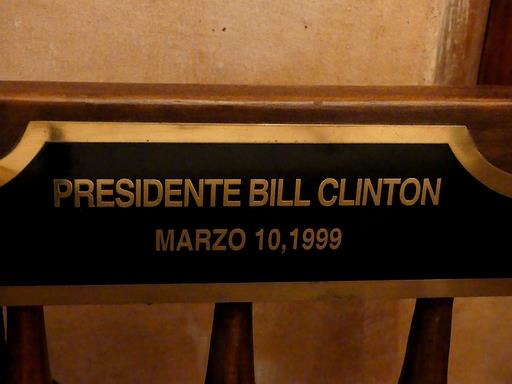 PRESIDENTE BILL CLINTON
MARZO 10,1999